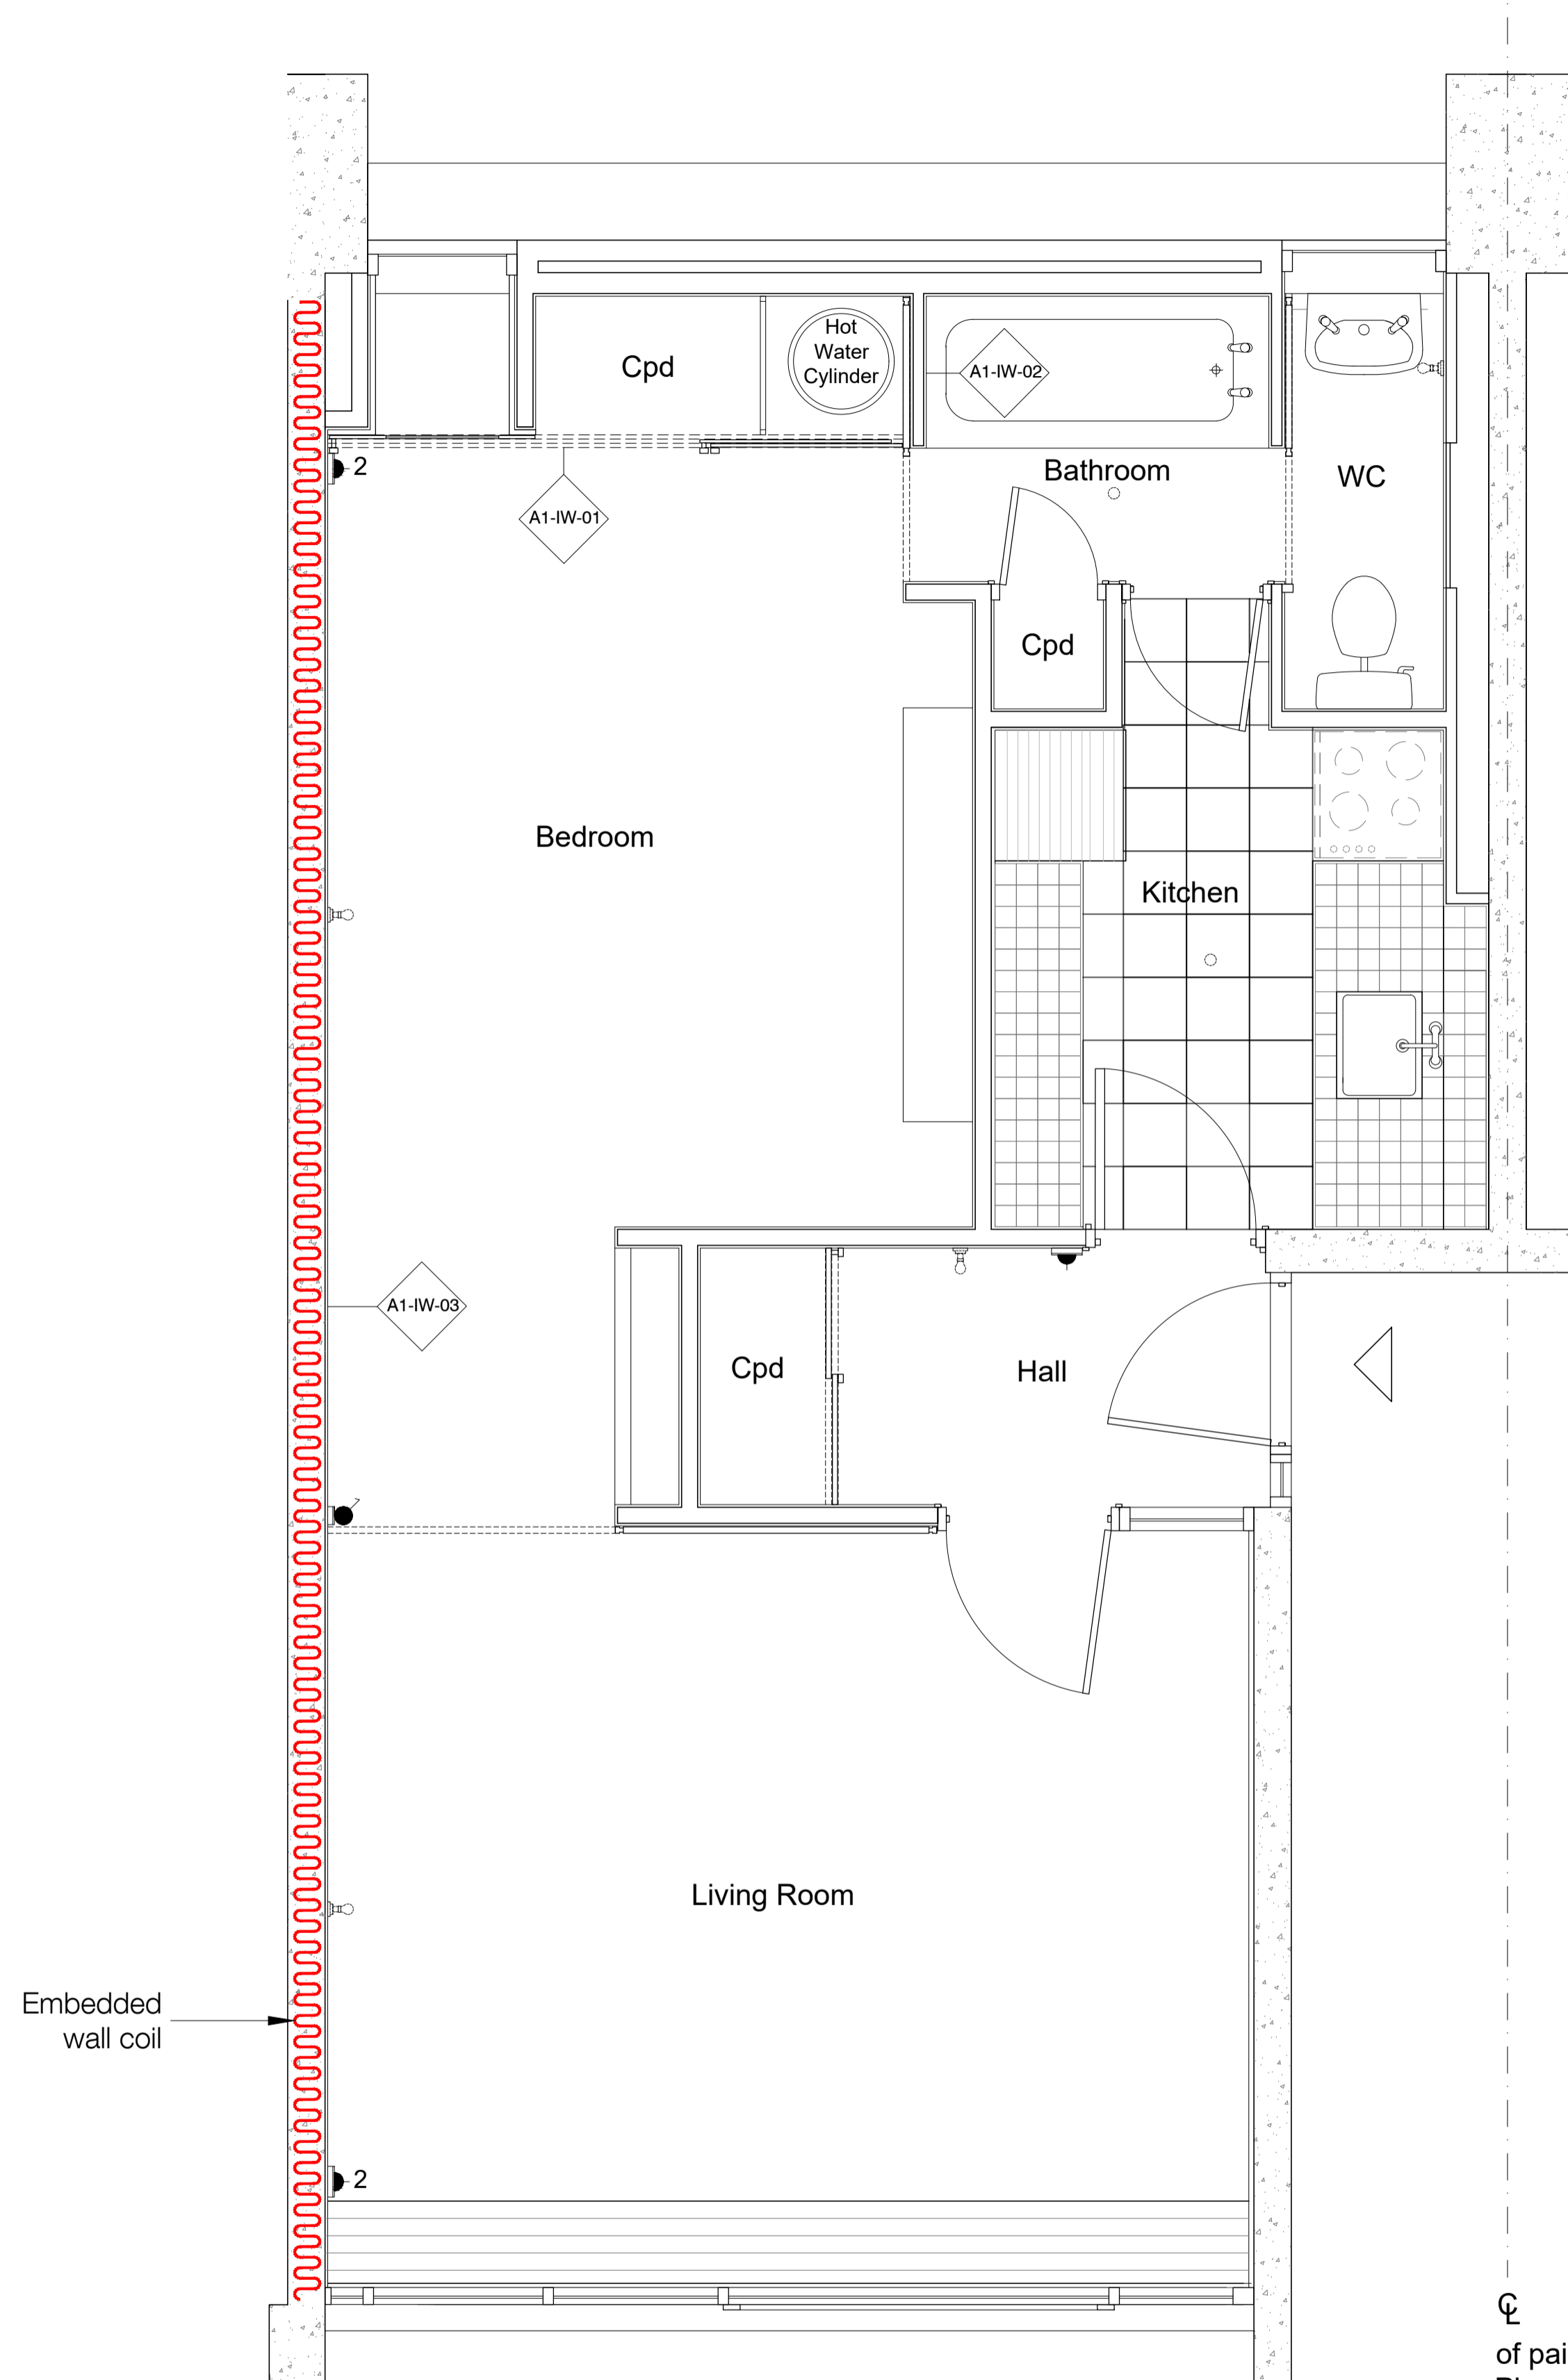 Cpd
Hot
Water
Cylinder
A1-IW-02
2
Bathroom
WC
A1-IW-01
Cpd
Bedroom
Kitchen
A1-IW-03
Cpd
Hall
Living Room
Embedded
wall coil
2
℄
of pai